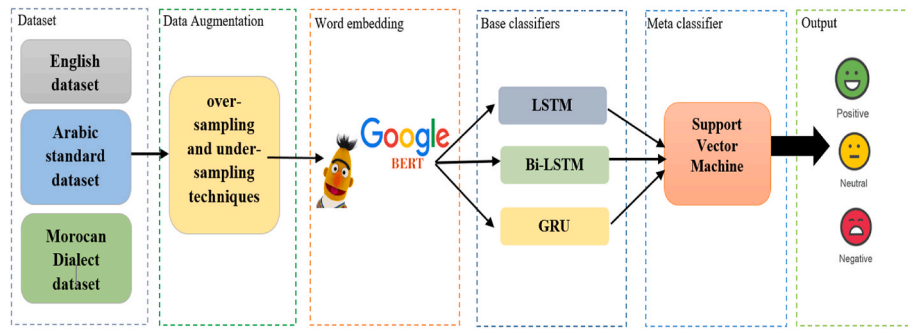 Dataset
English
dataset
Arabic
standard
dataset
Morocan
Dialect
dataset
Data Augmentation
over-
sampling
and under-
sampling
techniques
Word embedding
Google
BERT
Base classifiers
LSTM
Bi-LSTM
GRU
Meta classifier
Support
Vector
Machine
Output
Positive
Neutral
Negative